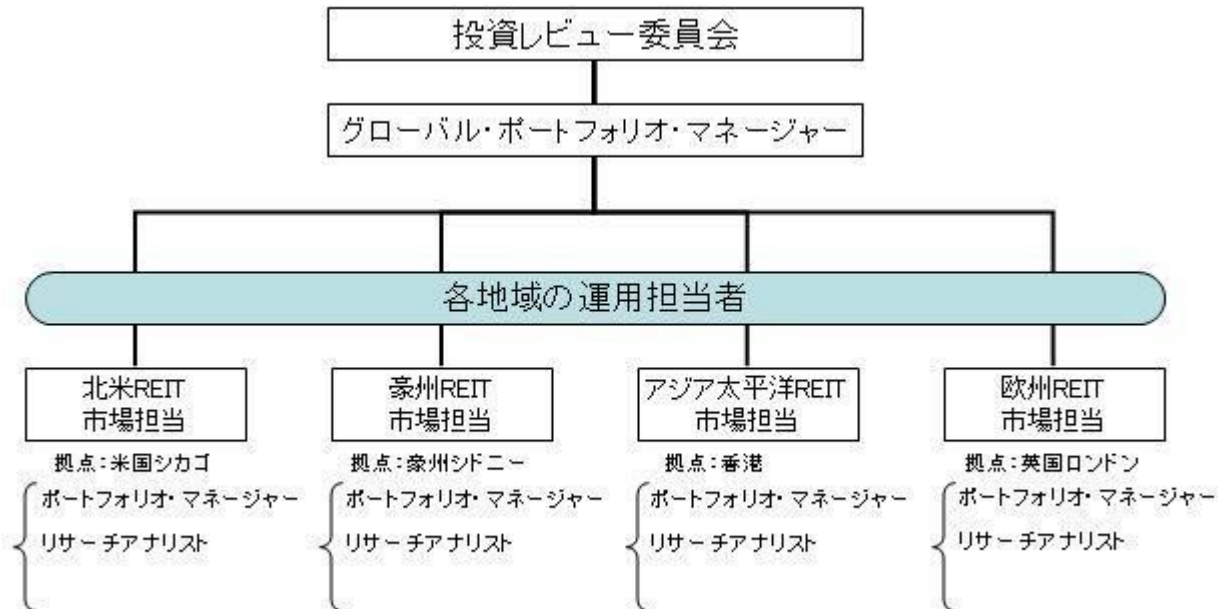 投資レビュー委員会
グローバル・ポートフォリオ・マネージャー
各地域の運用担当者
北米REIT
市場担当
拠点：米国シカゴ
ポートフォリオ・マネージャー
リサーチアナリスト
豪州REIT
市場担当
拠点：豪州シドニー
ポートフォリオ・マネージャー
リサーチアナリスト
アジア太平洋REIT
市場担当
拠点：香港
ポートフォリオ・マネージャー
リサーチアナリスト
欧州REIT
市場担当
拠点：英国ロンドン
ポートフォリオ・マネージャー
リサーチアナリスト